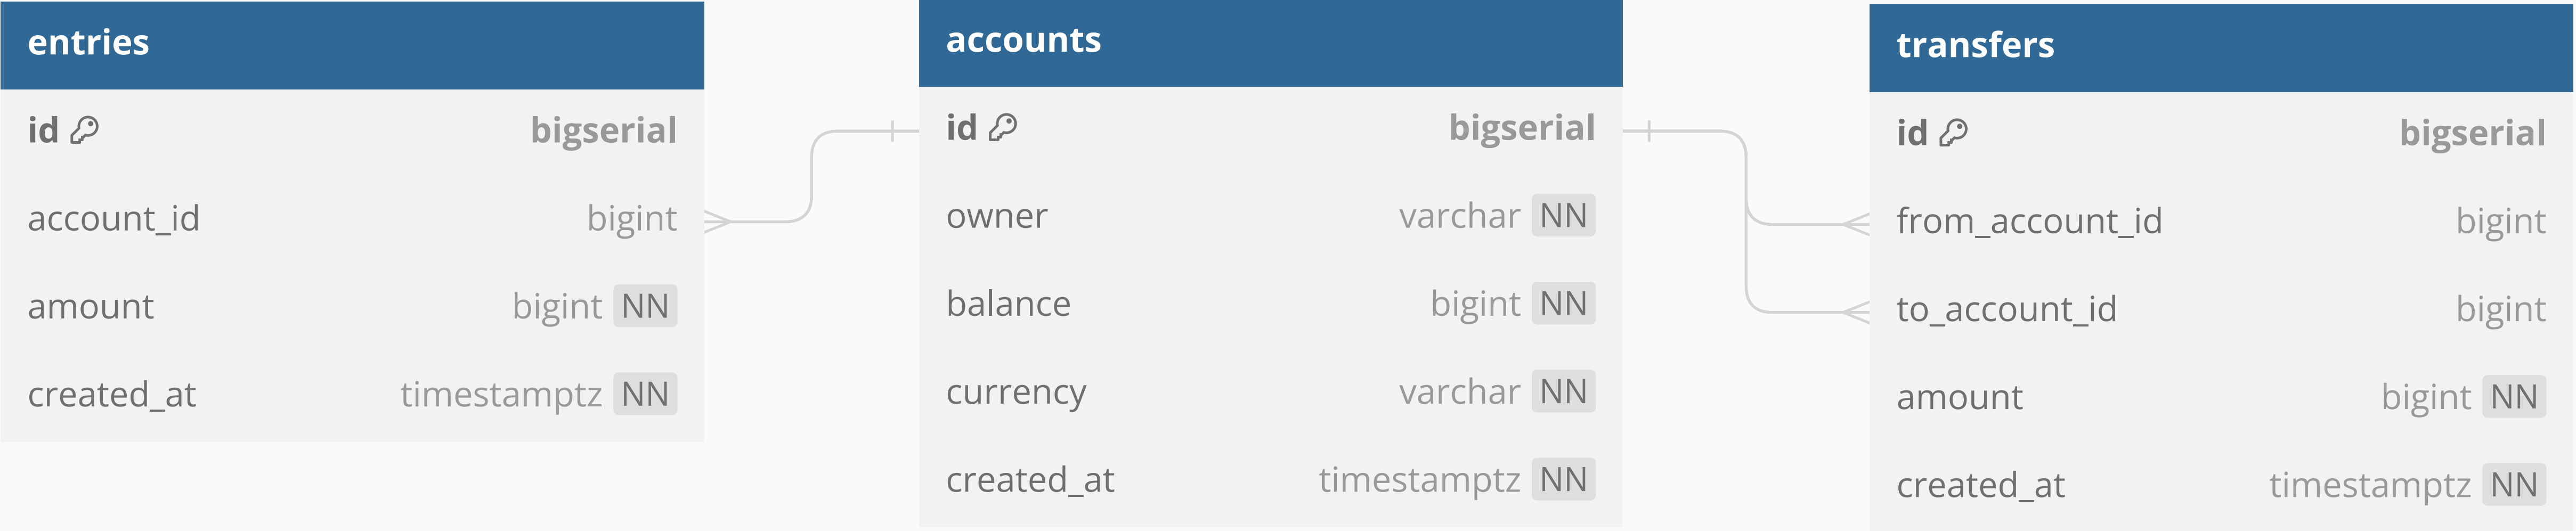 entries
id bigserial
account_id bigint
amount bigint NN
created_at timestamptz NN
accounts
id bigserial
owner varchar NN
balance bigint NN
currency varchar NN
created_at timestamptz NN
transfers
id bigserial
from_account_id bigint
to_account_id bigint
amount bigint NN
created_at timestamptz NN